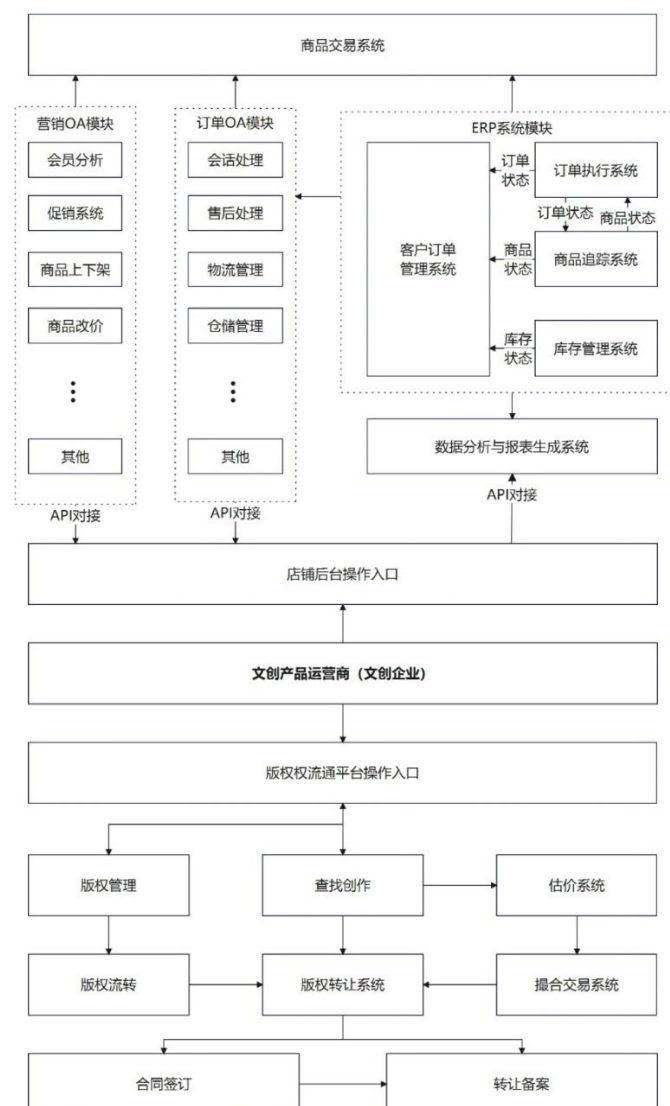 商品交易系统
营销OA模块
会员分析
促销系统
商品上下架
商品改价
其他
API对接
订单OA模块
会话处理
售后处理
物流管理
仓储管理
其他
API对接
ERP系统模块
客户订单
管理系统
订单
状态
订单执行系统
订单状态
商品状态
商品
状态
商品追踪系统
库存
状态
库存管理系统
数据分析与报表生成系统
API对接
店铺后台操作入口
文创产品运营商（文创企业）
版权权流通平台操作入口
版权管理
查找创作
估价系统
版权流转
版权转让系统
撮合交易系统
合同签订
转让备案